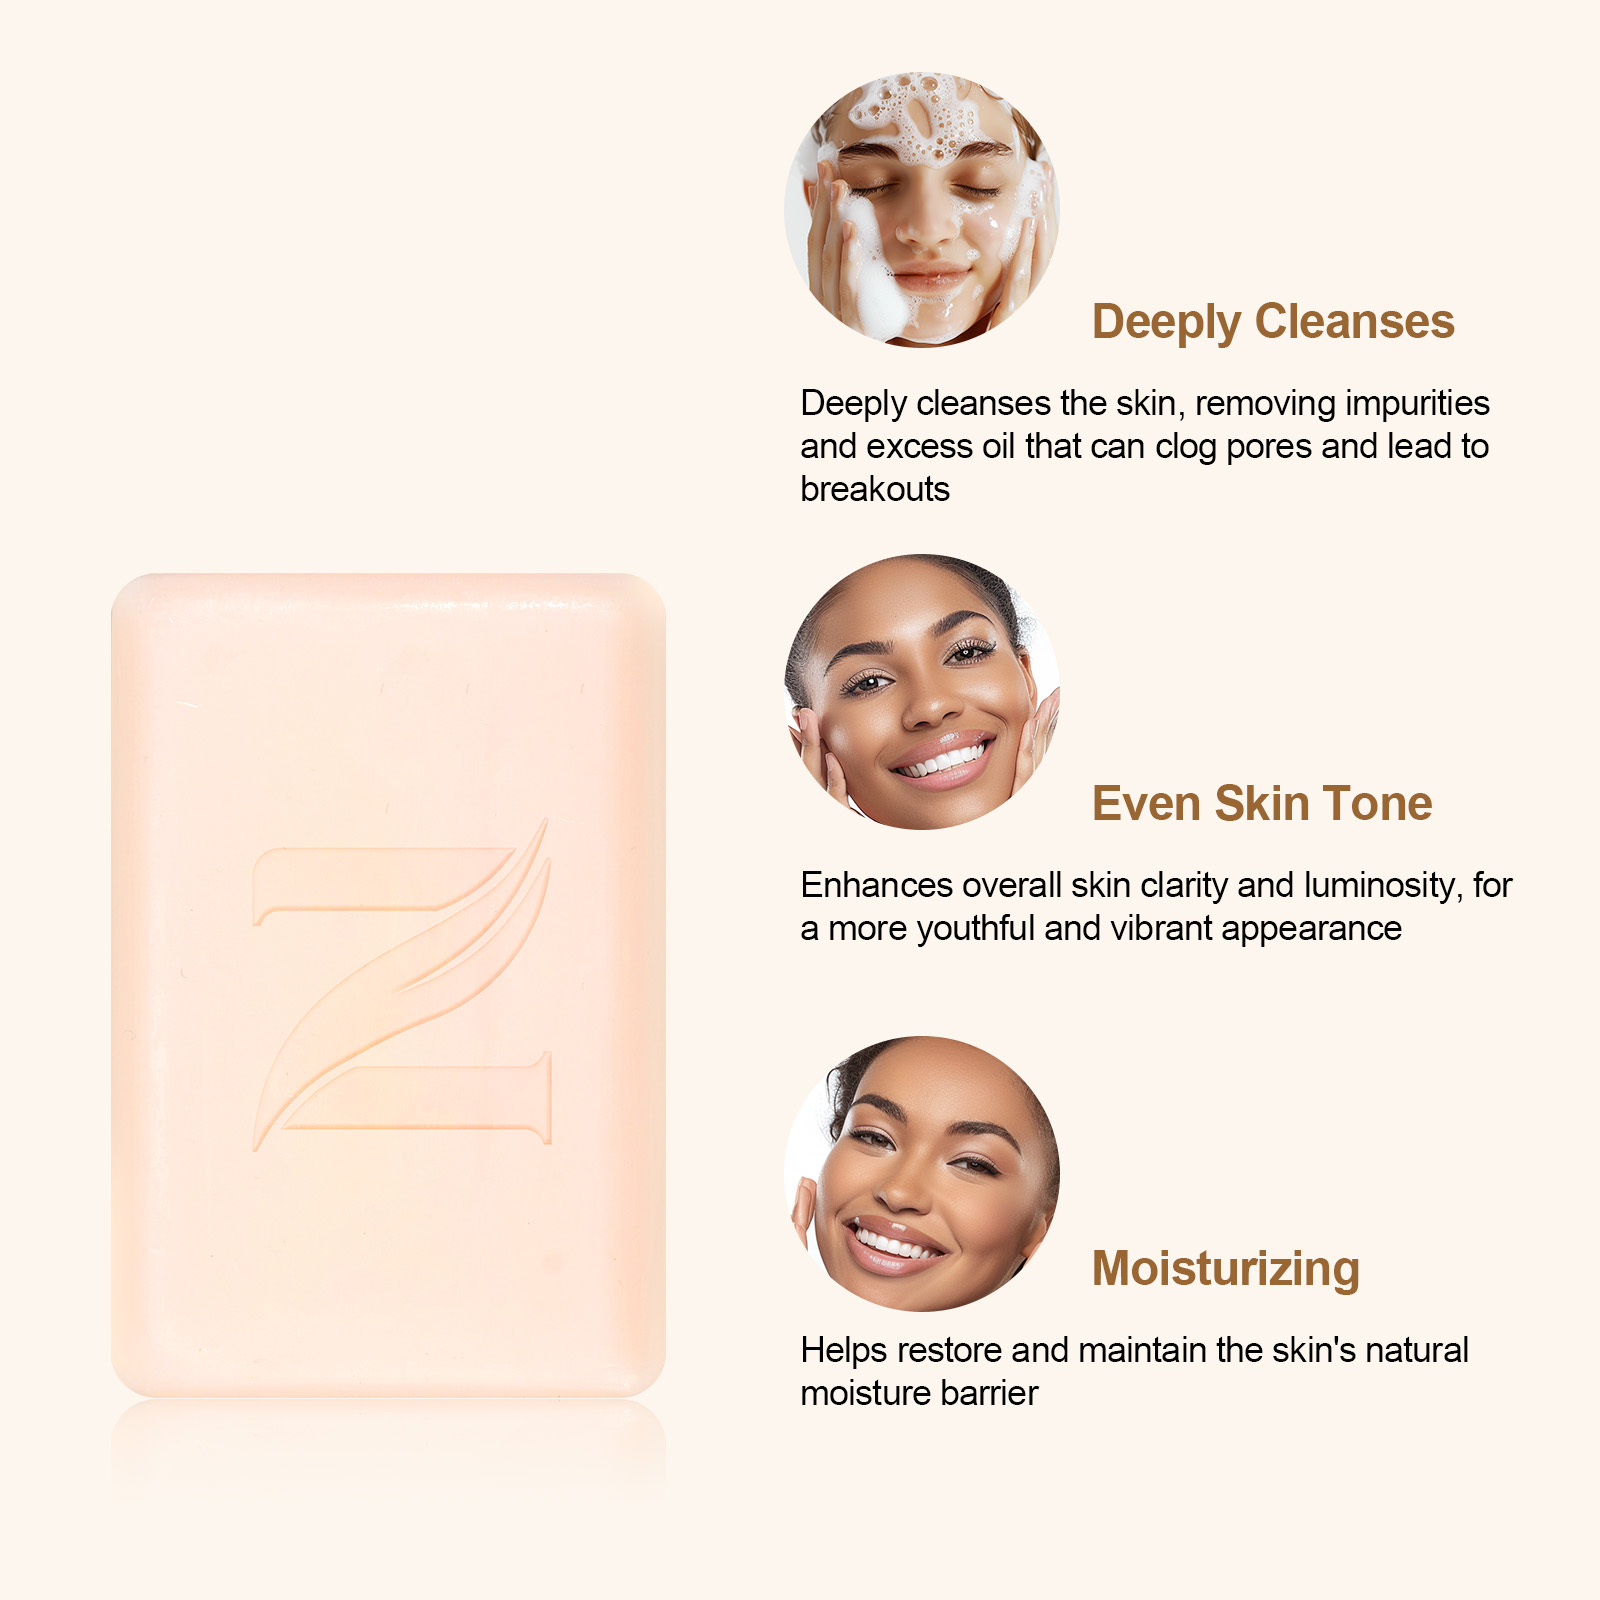 Deeply Cleanses
Deeply cleanses the skin, removing impurities
and excess oil that can clog pores and lead to
breakouts
Even Skin Tone
Enhances overall skin clarity and luminosity, for
a more youthful and vibrant appearance
Moisturizing
Helps restore and maintain the skin's natural
moisture barrier